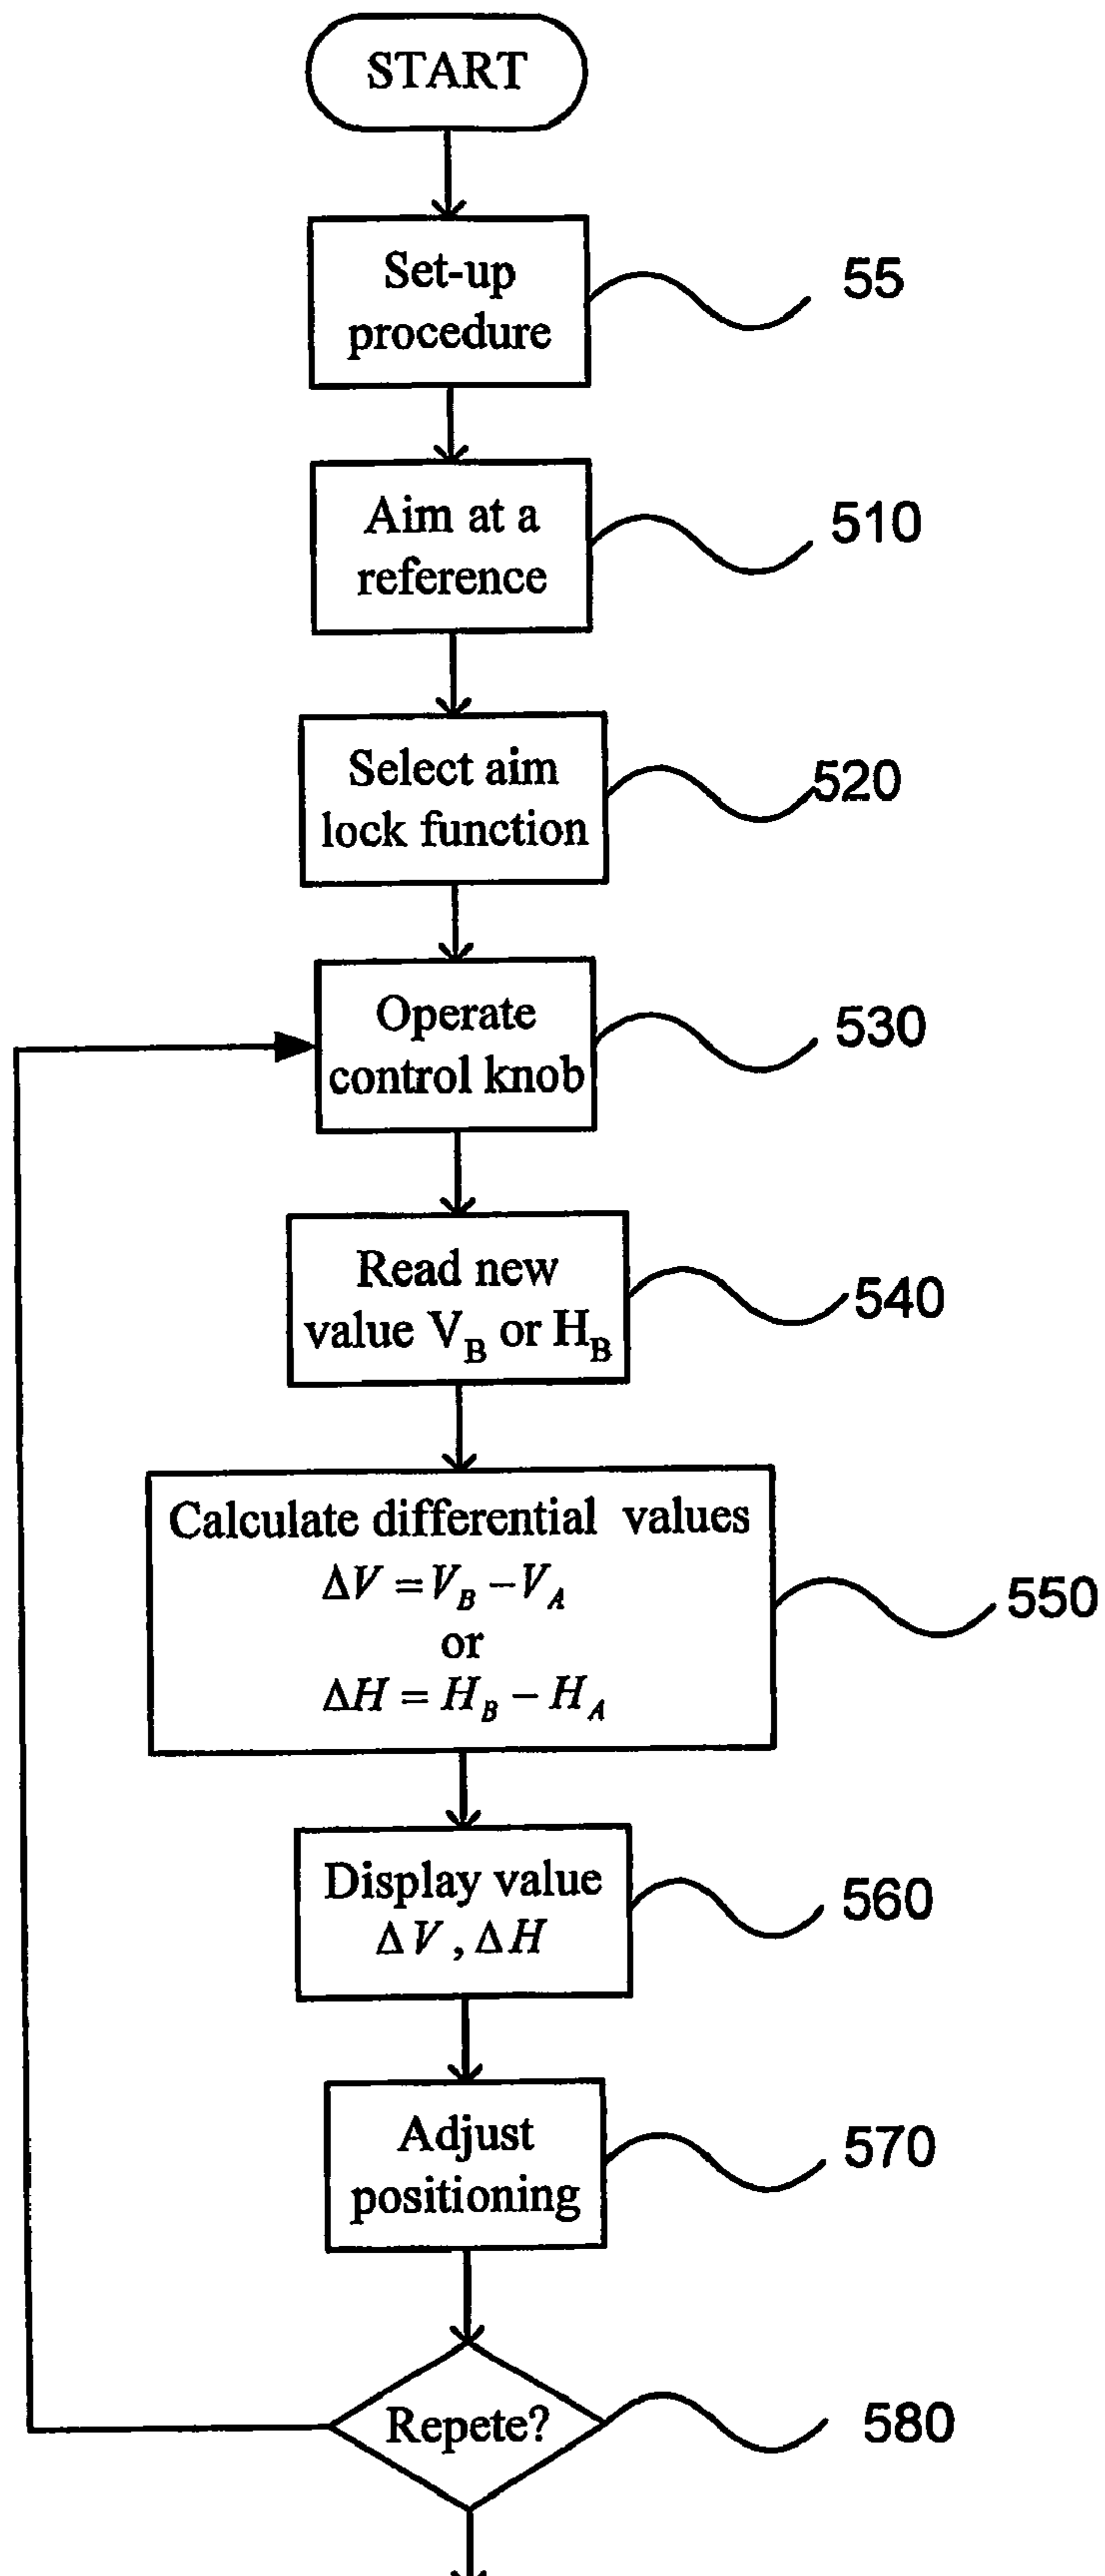 START
Set-up
procedure
55
Aim at a
reference
510
Select aim
lock function
520
Operate
control knob
530
Read new
value V_B or H_B
540
Calculate differential values
ΔV = V_B − V_A
or
ΔH = H_B − H_A
550
Display value
ΔV , ΔH
560
Adjust
positioning
570
Repete?
580